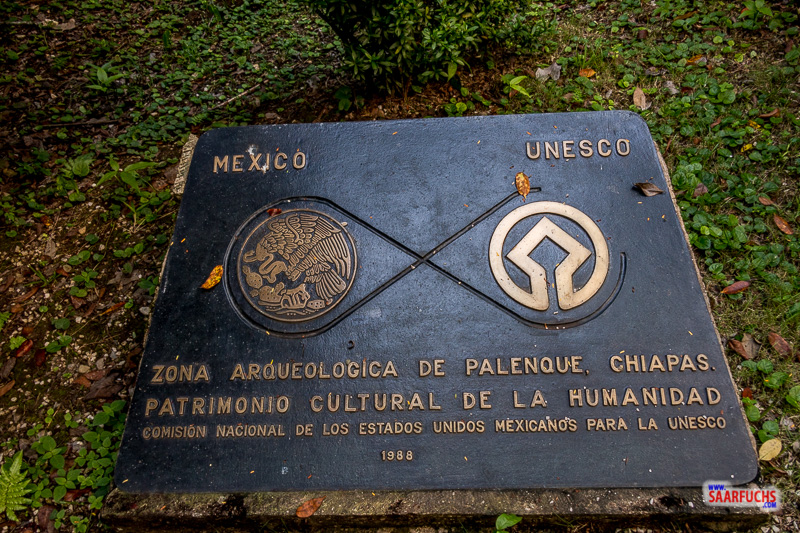 MEXICO UNESCO
ZONA ARQUEOLOGICA DE PALENQUE, CHIAPAS.
PATRIMONIO CULTURAL DE LA HUMANIDAD
COMISIÓN NACIONAL DE LOS ESTADOS UNIDOS MEXICANOS PARA LA UNESCO
1988
WWW.
SAARFUCHS
.COM